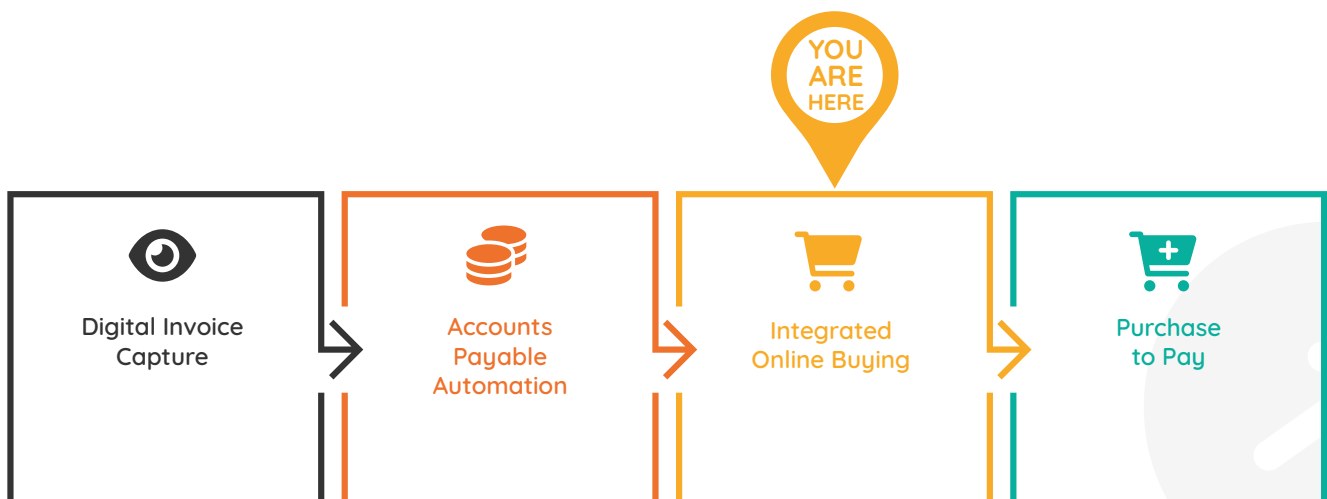 YOU
ARE
HERE
Digital Invoice
Capture
Accounts
Payable
Automation
Integrated
Online Buying
Purchase
to Pay